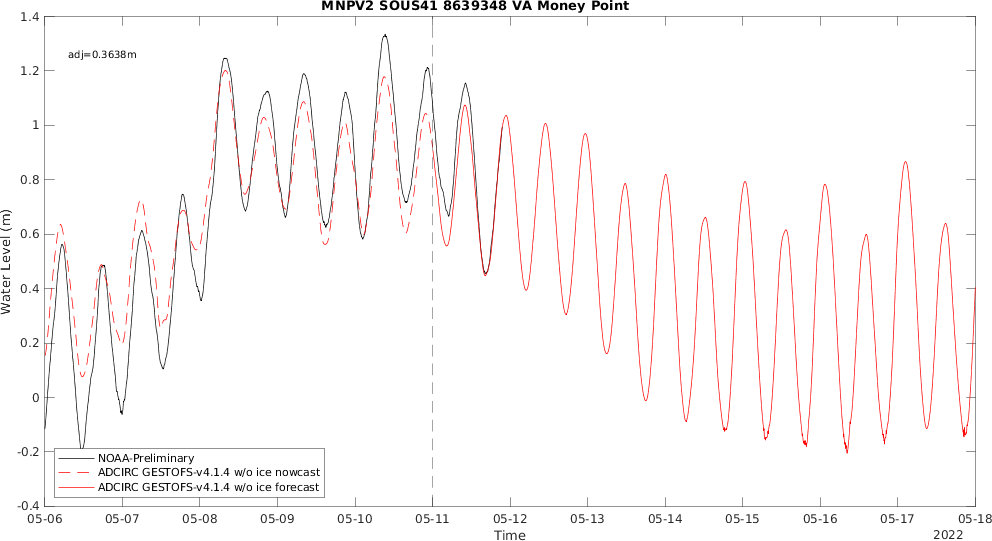 MNPV2 SOUS41 8639348 VA Money Point
adj=0.3638m
Water Level (m)
1.4
1.2
1
0.8
0.6
0.4
0.2
0
-0.2
-0.4
NOAA-Preliminary
ADCIRC GESTOFS-v4.1.4 w/o ice nowcast
ADCIRC GESTOFS-v4.1.4 w/o ice forecast
05-06 05-07 05-08 05-09 05-10 05-11 05-12 05-13 05-14 05-15 05-16 05-17 05-18
Time
2022